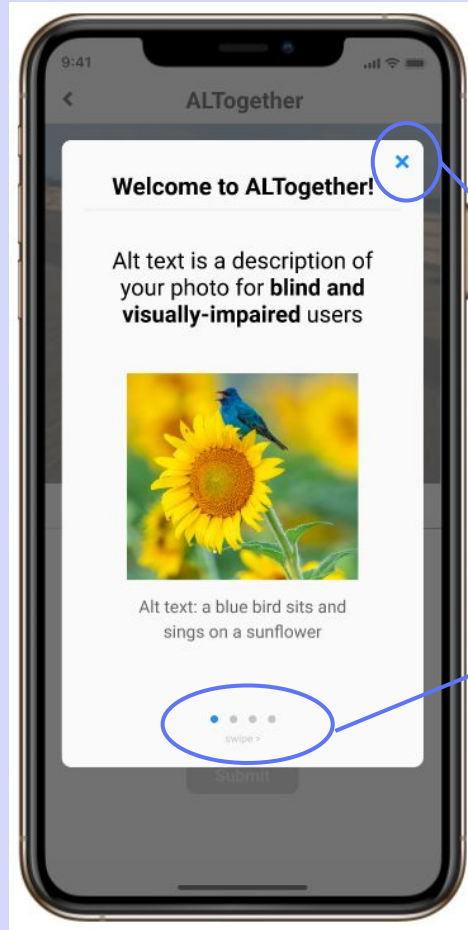 9:41
ALTogether
Welcome to ALTogether!
Alt text is a description of
your photo for blind and
visually-impaired users
Alt text: a blue bird sits and
sings on a sunflower
swipe >
Submit